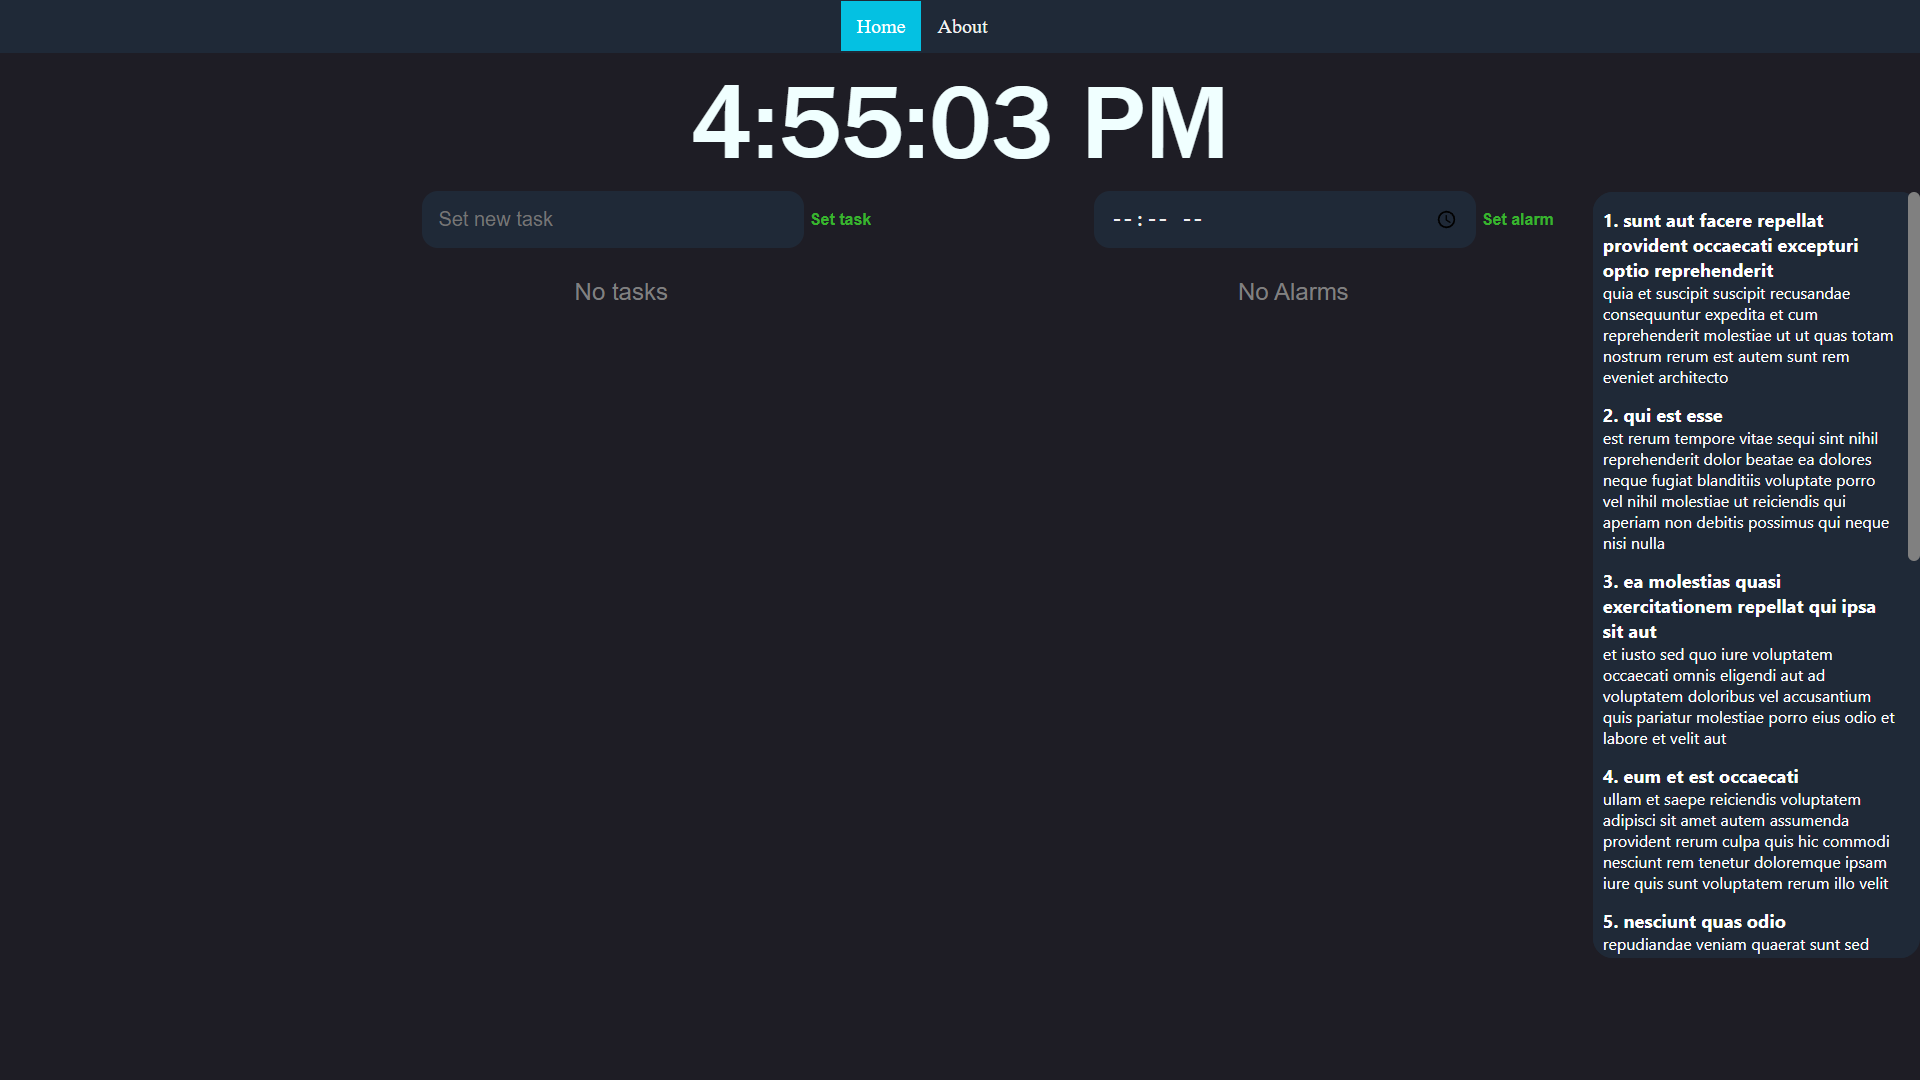 Home About
4:55:03 PM
Set new task Set task
--:-- -- Set alarm
No tasks
No Alarms
1. sunt aut facere repellat
provident occaecati excepturi
optio reprehenderit
quia et suscipit suscipit recusandae
consequuntur expedita et cum
reprehenderit molestiae ut ut quas totam
nostrum rerum est autem sunt rem
eveniet architecto
2. qui est esse
est rerum tempore vitae sequi sint nihil
reprehenderit dolor beatae ea dolores
neque fugiat blanditiis voluptate porro
vel nihil molestiae ut reiciendis qui
aperiam non debitis possimus qui neque
nisi nulla
3. ea molestias quasi
exercitationem repellat qui ipsa
sit aut
et iusto sed quo iure voluptatem
occaecati omnis eligendi aut ad
voluptatem doloribus vel accusantium
quis pariatur molestiae porro eius odio et
labore et velit aut
4. eum et est occaecati
ullam et saepe reiciendis voluptatem
adipisci sit amet autem assumenda
provident rerum culpa quis hic commodi
nesciunt rem tenetur doloremque ipsam
iure quis sunt voluptatem rerum illo velit
5. nesciunt quas odio
repudiandae veniam quaerat sunt sed